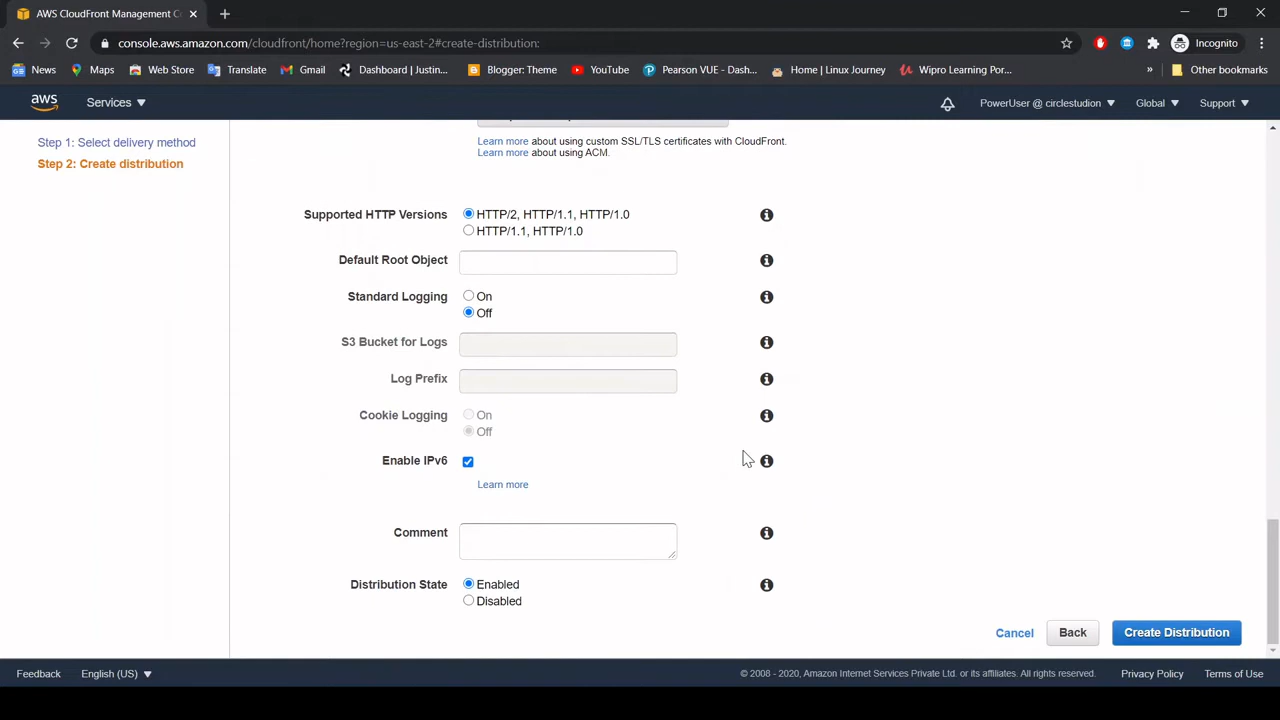 AWS CloudFront Management C
console.aws.amazon.com/cloudfront/home?region=us-east-2#create-distribution:
Incognito
News
Maps
Web Store
Translate
Gmail
Dashboard | Justin...
Blogger: Theme
YouTube
Pearson VUE - Dash...
Home | Linux Journey
Wipro Learning Por...
»
Other bookmarks
aws
Services
PowerUser @ circlestudion
Global
Support
Step 1: Select delivery method
Step 2: Create distribution
Learn more about using custom SSL/TLS certificates with CloudFront.
Learn more about using ACM.
Supported HTTP Versions
HTTP/2, HTTP/1.1, HTTP/1.0
HTTP/1.1, HTTP/1.0
Default Root Object
Standard Logging
On
Off
S3 Bucket for Logs
Log Prefix
Cookie Logging
On
Off
Enable IPv6
Learn more
Comment
Distribution State
Enabled
Disabled
Cancel
Back
Create Distribution
Feedback
English (US)
© 2008 - 2020, Amazon Internet Services Private Ltd. or its affiliates. All rights reserved.
Privacy Policy
Terms of Use